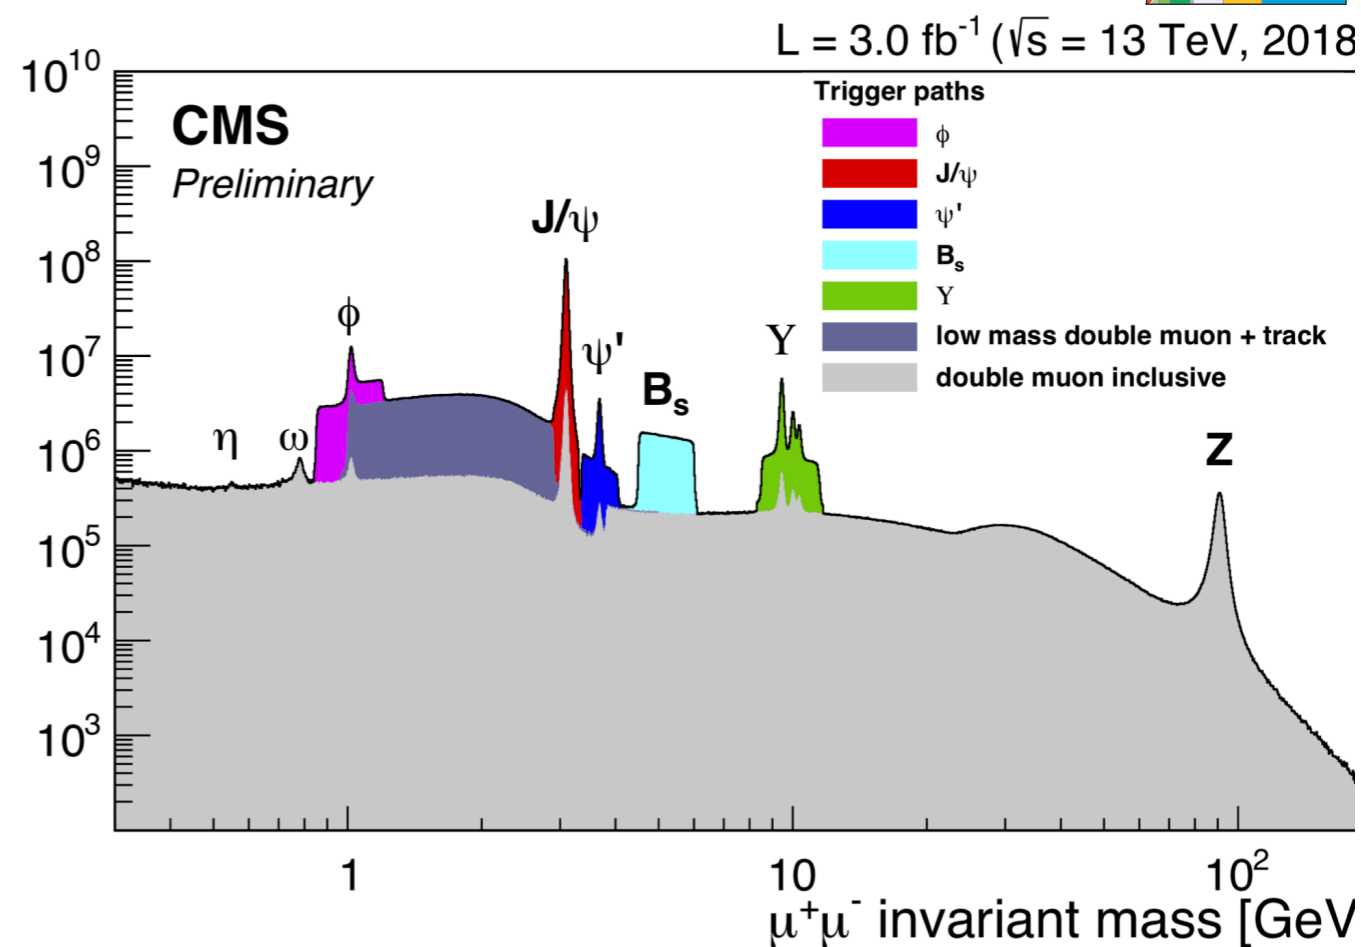 L = 3.0 fb⁻¹ (√s = 13 TeV, 2018
CMS
Preliminary
Trigger paths
ϕ
J/ψ
ψ'
Bₛ
Υ
low mass double muon + track
double muon inclusive
10¹⁰
10⁹
10⁸
10⁷
10⁶
10⁵
10⁴
10³
η
ω
ϕ
J/ψ
ψ'
Bₛ
Υ
Z
1
10
10²
μ⁺μ⁻ invariant mass [GeV